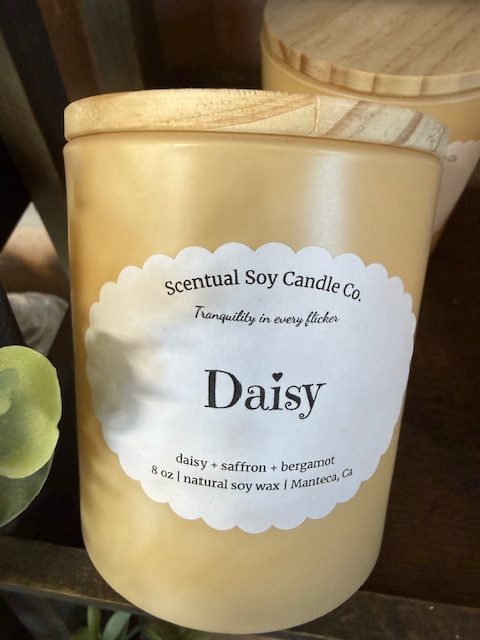 Scentual Soy Candle Co.
Tranquility in every flicker
Daisy
daisy + saffron + bergamot
8 oz | natural soy wax | Manteca, Ca